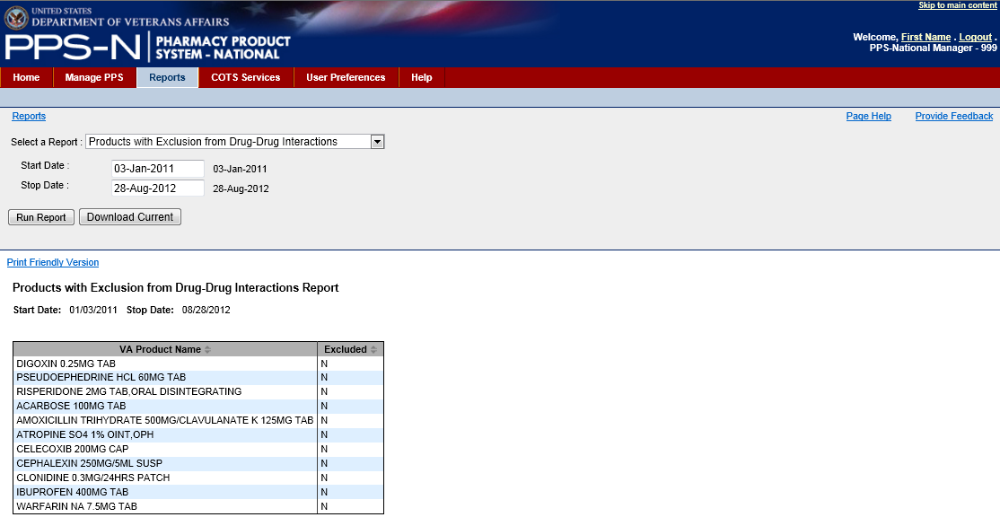 Skip to main content
UNITED STATES
DEPARTMENT OF VETERANS AFFAIRS
PPS-N PHARMACY PRODUCT
SYSTEM - NATIONAL
Welcome, First Name . Logout .
PPS-National Manager - 999
Home Manage PPS Reports COTS Services User Preferences Help
Reports Page Help Provide Feedback
Select a Report : Products with Exclusion from Drug-Drug Interactions
Start Date : 03-Jan-2011 03-Jan-2011
Stop Date : 28-Aug-2012 28-Aug-2012
Run Report Download Current
Print Friendly Version
Products with Exclusion from Drug-Drug Interactions Report
Start Date: 01/03/2011 Stop Date: 08/28/2012
VA Product Name Excluded
DIGOXIN 0.25MG TAB N
PSEUDOEPHEDRINE HCL 60MG TAB N
RISPERIDONE 2MG TAB,ORAL DISINTEGRATING N
ACARBOSE 100MG TAB N
AMOXICILLIN TRIHYDRATE 500MG/CLAVULANATE K 125MG TAB N
ATROPINE SO4 1% OINT,OPH N
CELECOXIB 200MG CAP N
CEPHALEXIN 250MG/5ML SUSP N
CLONIDINE 0.3MG/24HRS PATCH N
IBUPROFEN 400MG TAB N
WARFARIN NA 7.5MG TAB N